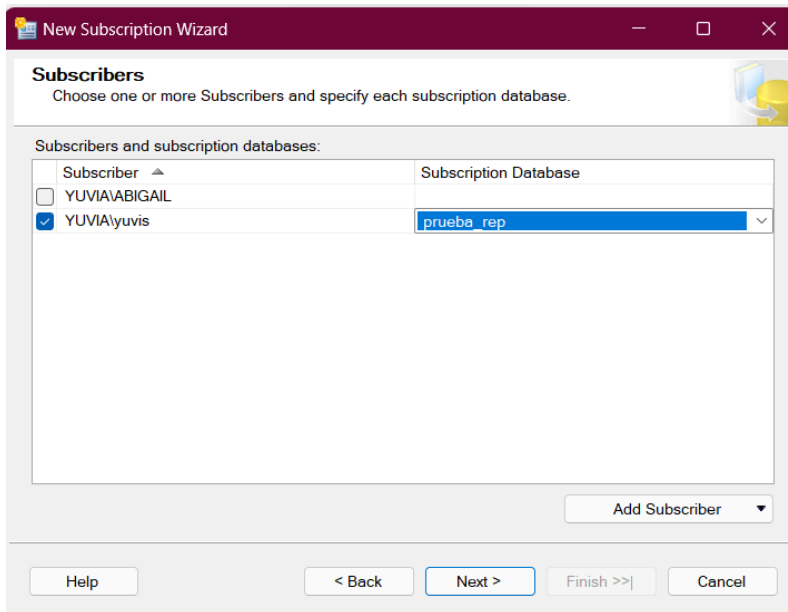 New Subscription Wizard
Subscribers
Choose one or more Subscribers and specify each subscription database.
Subscribers and subscription databases:
Subscriber Subscription Database
YUVIA\ABIGAIL
YUVIA\yuvis prueba_rep
Add Subscriber
Help < Back Next > Finish >>| Cancel